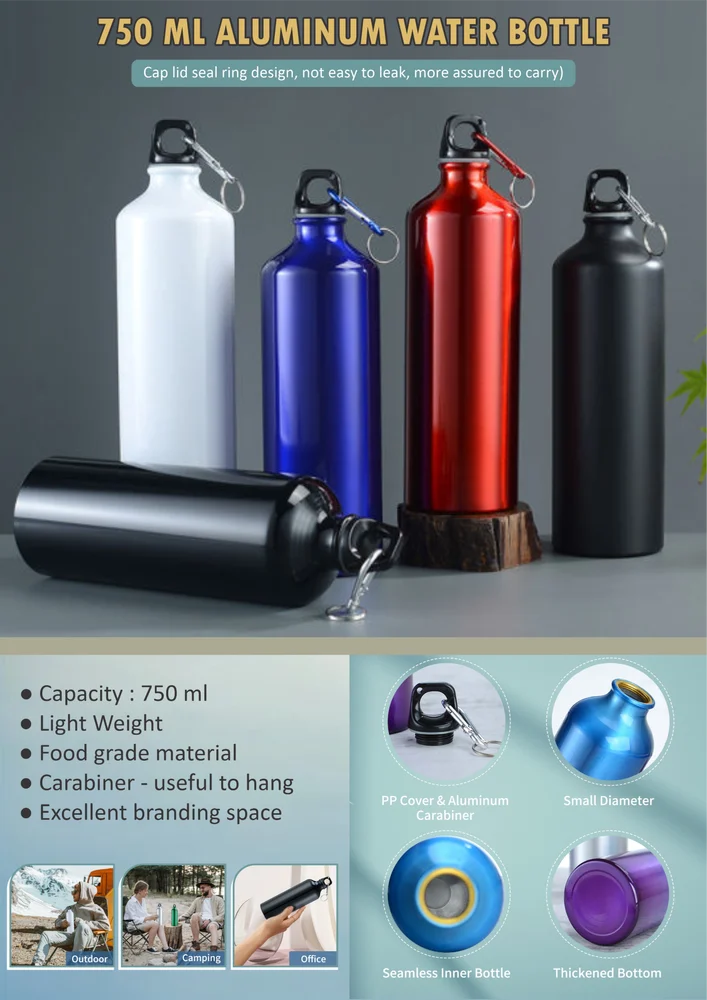 750 ML ALUMINUM WATER BOTTLE
Cap lid seal ring design, not easy to leak, more assured to carry)
● Capacity : 750 ml
● Light Weight
● Food grade material
● Carabiner - useful to hang
● Excellent branding space
Outdoor
Camping
Office
PP Cover & Aluminum
Carabiner
Small Diameter
Seamless Inner Bottle
Thickened Bottom